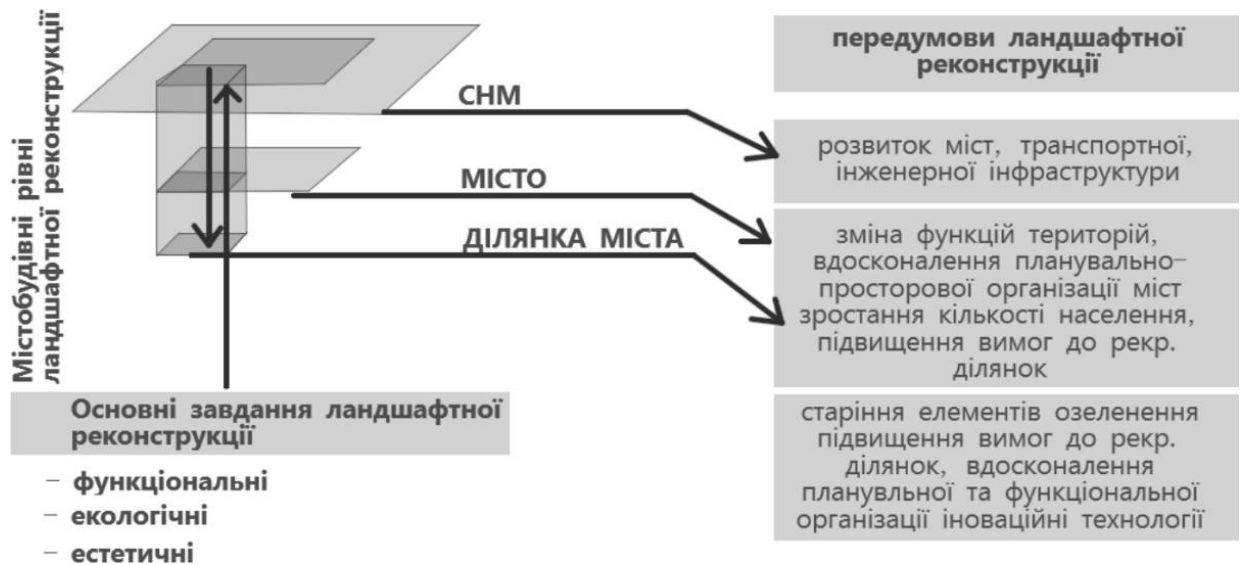 Містобудівні рівні
ландшафтної реконструкції
СНМ
МІСТО
ДІЛЯНКА МІСТА
передумови ландшафтної
реконструкції
розвиток міст, транспортної,
інженерної інфраструктури
зміна функцій територій,
вдосконалення планувально-
просторової організації міст
зростання кількості населення,
підвищення вимог до рекр.
ділянок
старіння елементів озеленення
підвищення вимог до рекр.
ділянок, вдосконалення
планувльної та функціональної
організації іноваційні технології
Основні завдання ландшафтної
реконструкції
- функціональні
- екологічні
- естетичні